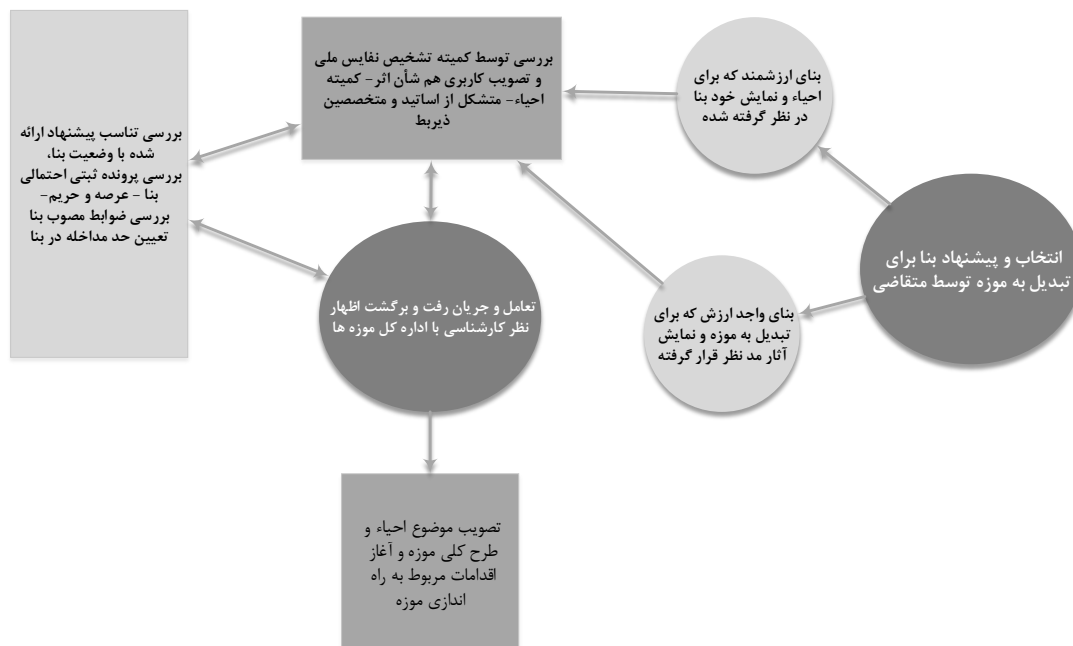 انتخاب و پیشنهاد بنا برای
تبدیل به موزه توسط متقاضی
بنای ارزشمند که برای
احیاء و نمایش خود بنا
در نظر گرفته شده
بنای واجد ارزش که برای
تبدیل به موزه و نمایش
آثار مد نظر قرار گرفته
بررسی توسط کمیته تشخیص نفایس ملی
و تصویب کاربری هم شأن اثر- کمیته
احیاء- متشکل از اساتید و متخصصین
ذیربط
تعامل و جریان رفت و برگشت اظهار
نظر کارشناسی با اداره کل موزه ها
بررسی تناسب پیشنهاد ارائه
شده با وضعیت بنا،
بررسی پرونده ثبتی احتمالی
بنا - عرصه و حریم-
بررسی ضوابط مصوب بنا
تعیین حد مداخله در بنا
تصویب موضوع احیاء و
طرح کلی موزه و آغاز
اقدامات مربوط به راه
اندازی موزه